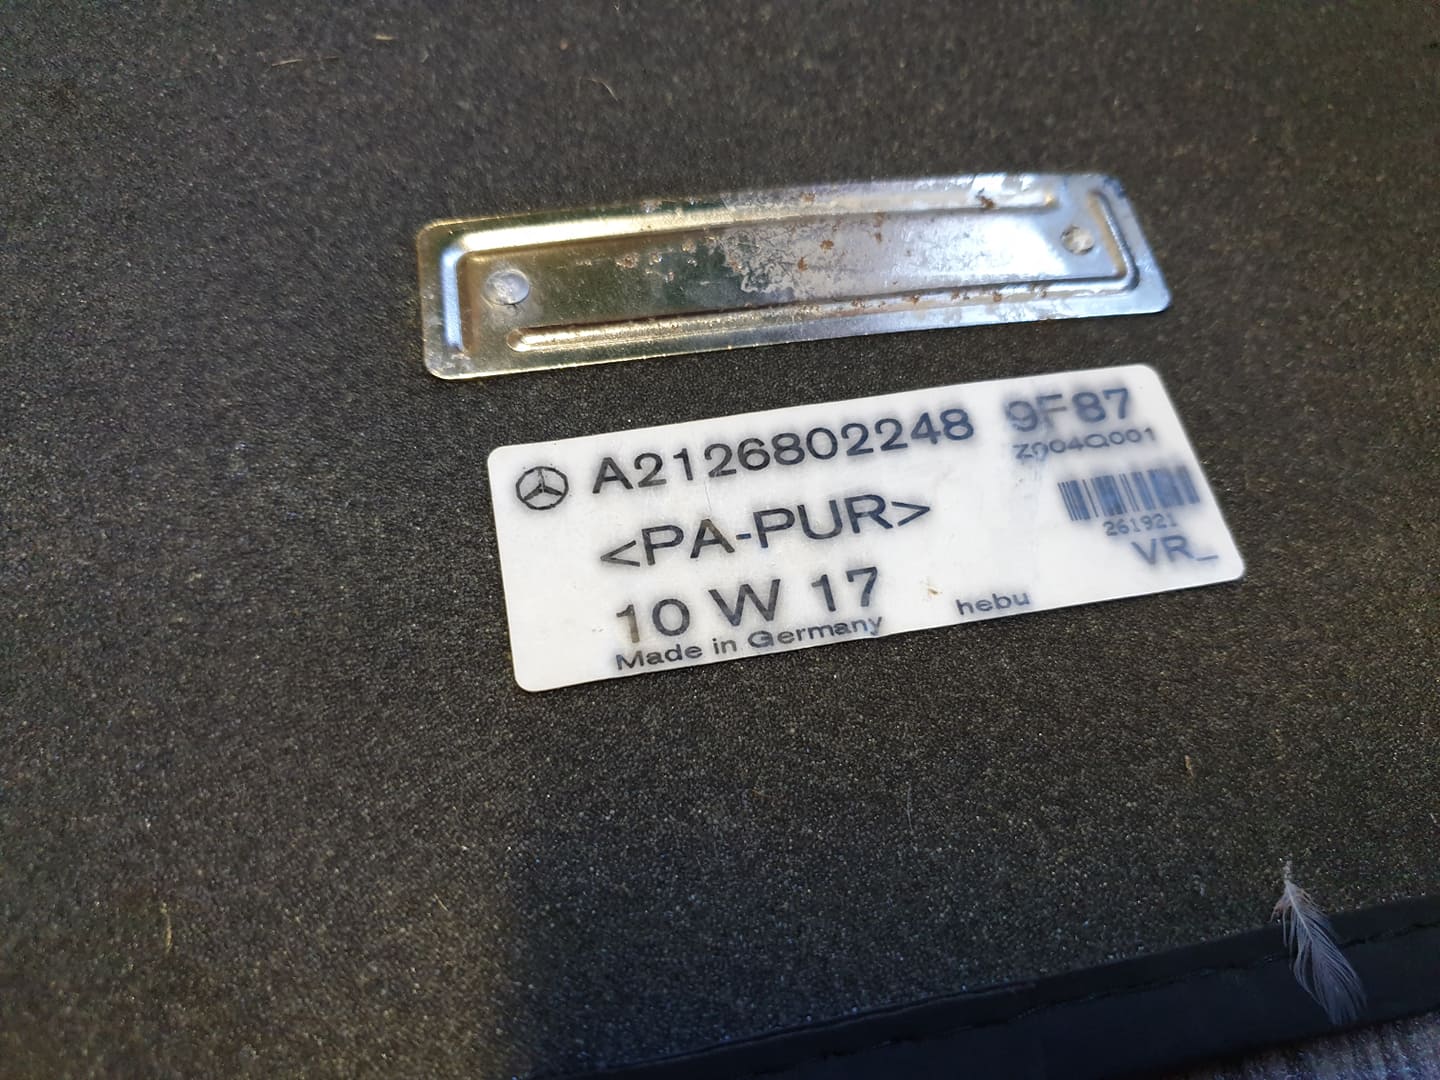 A2126802248 9F87
Z004Q001
<PA-PUR>
261921
VR_
10 W 17
Made in Germany
hebu